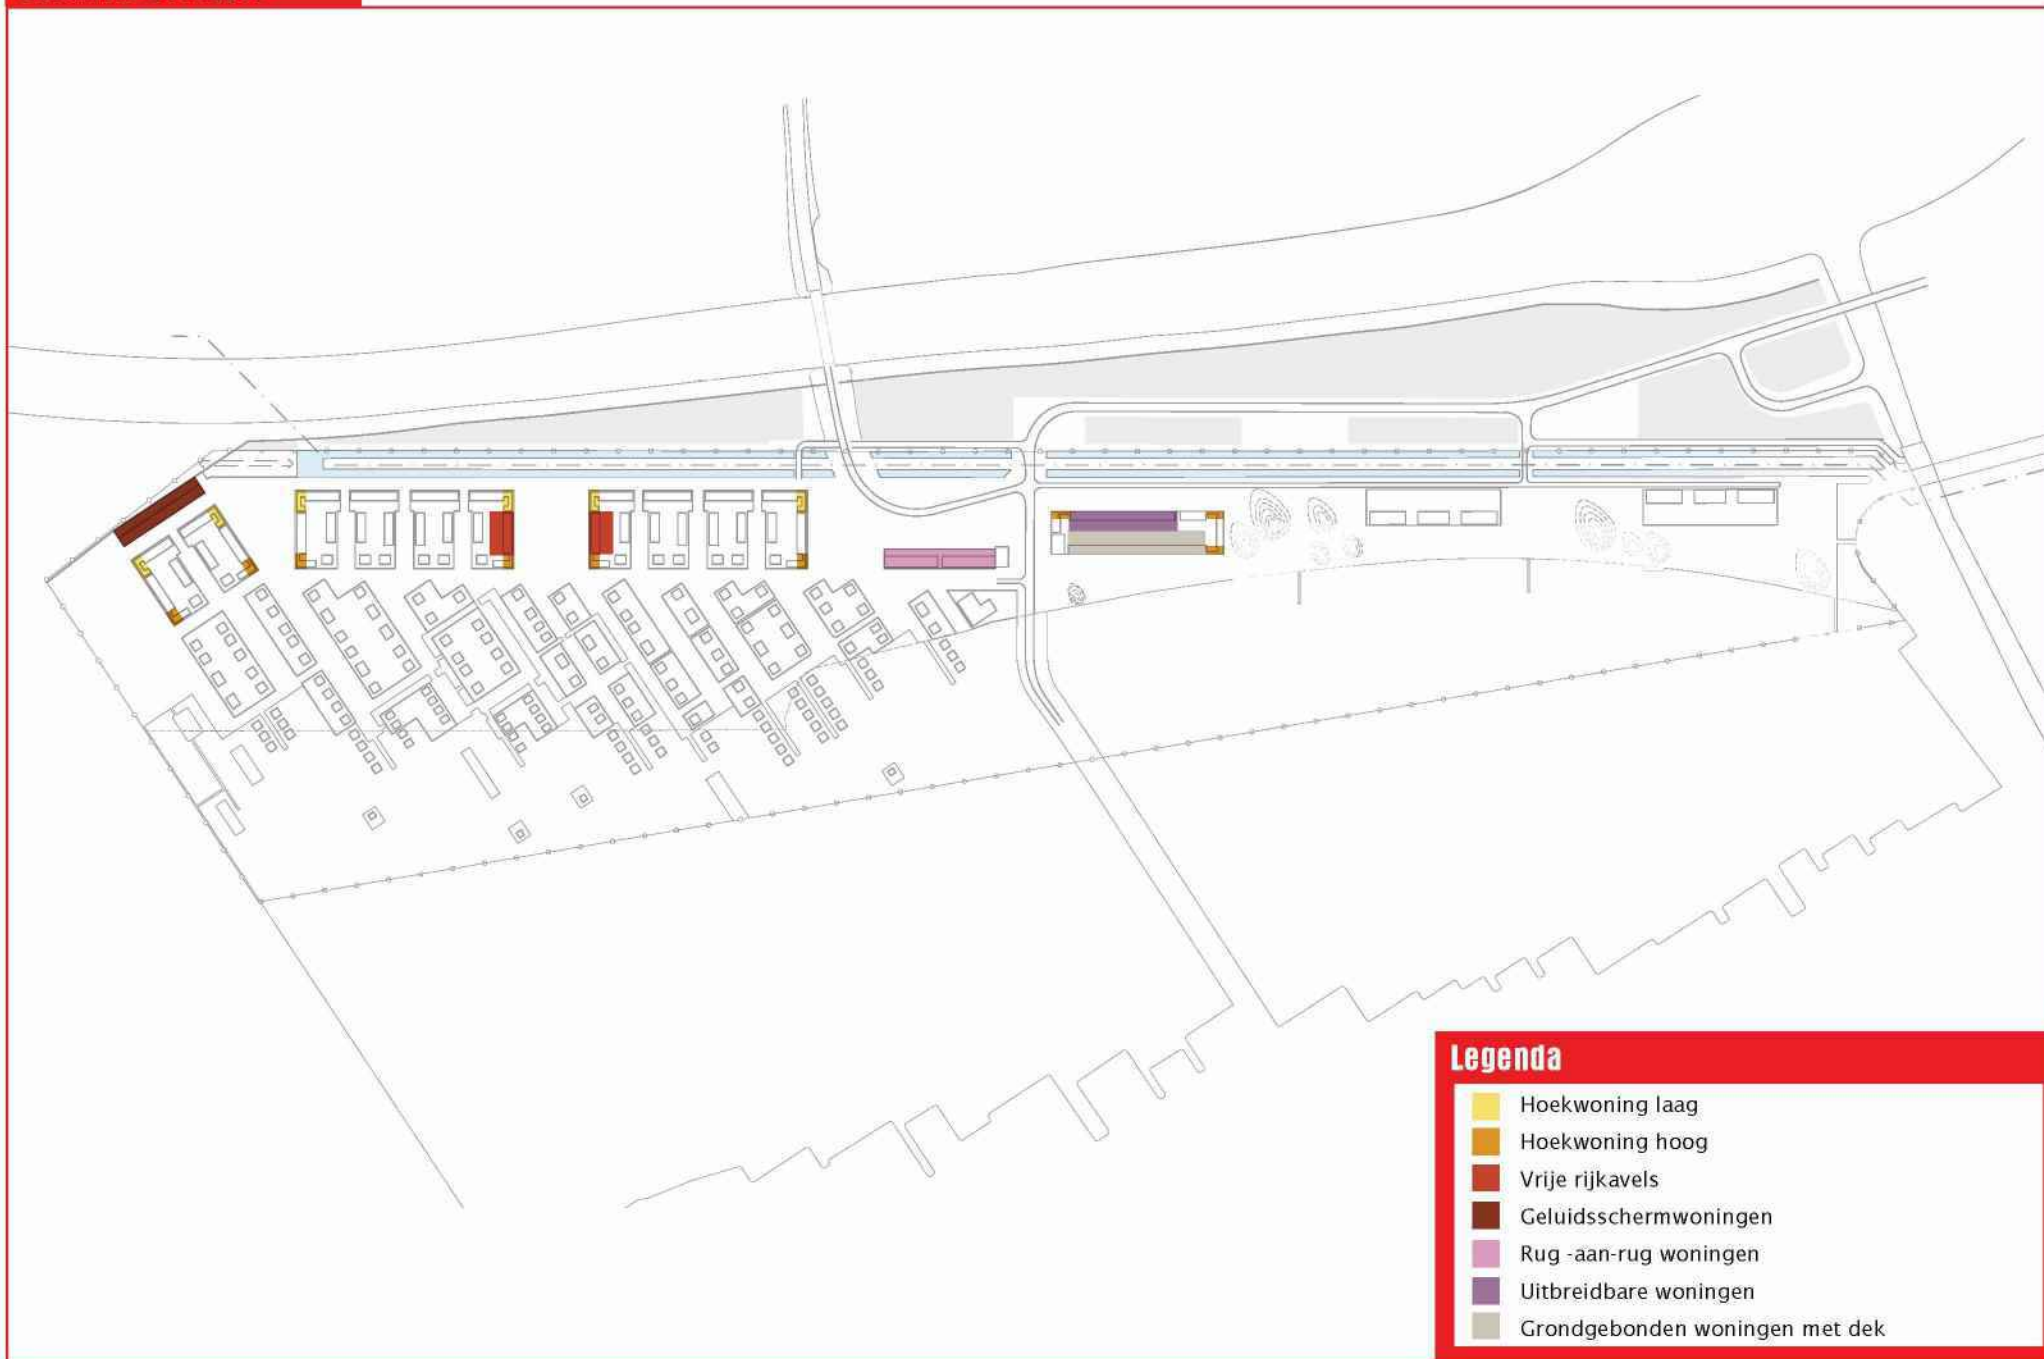 Legenda
Hoekwoning laag
Hoekwoning hoog
Vrije rijkavels
Geluidsschermwoningen
Rug -aan-rug woningen
Uitbreidbare woningen
Grondgebonden woningen met dek